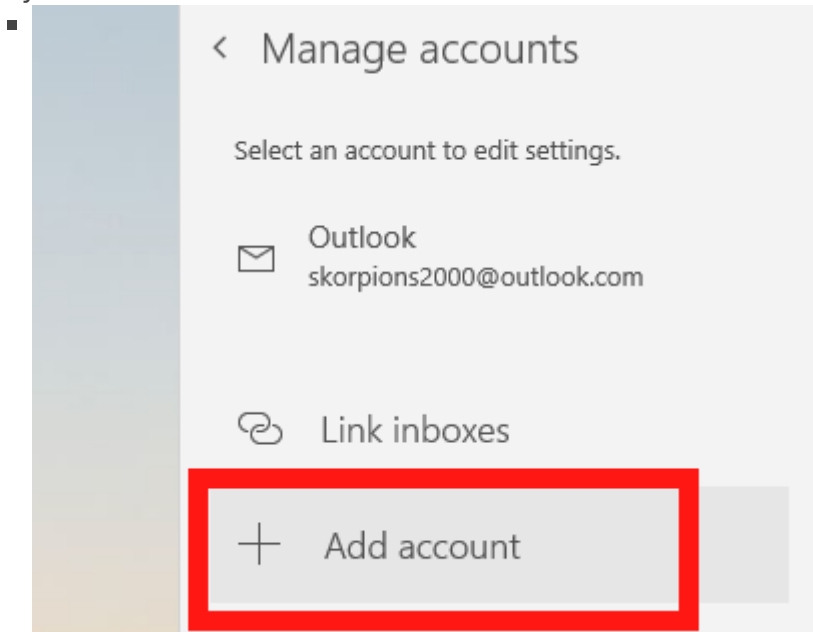 Manage accounts
Select an account to edit settings.
Outlook
skorpions2000@outlook.com
Link inboxes
Add account